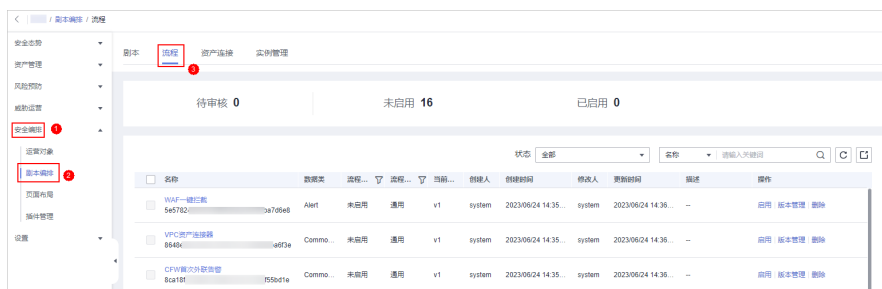 / 剧本编排 / 流程
安全态势
资产管理
风险预防
威胁运营
安全编排 1
运营对象
剧本编排 2
页面布局
插件管理
设置
剧本 流程 资产连接 实例管理
3
待审核 0 未启用 16 已启用 0
状态 全部 名称 请输入关键词
名称 数据类 流程... 流程... 当前... 创建人 创建时间 修改人 更新时间 描述 操作
WAF一键拦截
5e5782 ba7d6e8 Alert 未启用 通用 v1 system 2023/06/24 14:35... system 2023/06/24 14:36... -- 启用 版本管理 删除
VPC资产连接器
8648 a6f3e Commo... 未启用 通用 v1 system 2023/06/24 14:35... system 2023/06/24 14:36... -- 启用 版本管理 删除
CFW首次外联告警
8ca18f f55bd1e Commo... 未启用 通用 v1 system 2023/06/24 14:35... system 2023/06/24 14:36... -- 启用 版本管理 删除